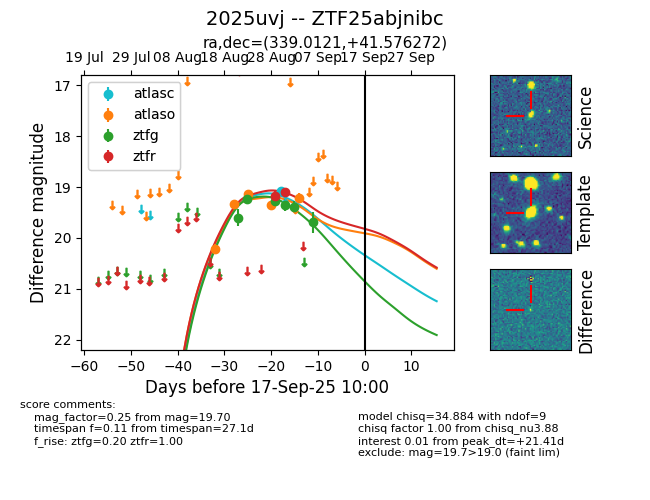 2025uvj -- ZTF25abjnibc
ra,dec=(339.0121,+41.576272)
19 Jul 29 Jul 08 Aug 18 Aug 28 Aug 07 Sep 17 Sep 27 Sep
17
18
19
20
21
22
Difference magnitude
atlasc
atlaso
ztfg
ztfr
−60 −50 −40 −30 −20 −10 0 10
Days before 17-Sep-25 10:00
Science
Template
Difference
score comments:
mag_factor=0.25 from mag=19.70
timespan f=0.11 from timespan=27.1d
f_rise: ztfg=0.20 ztfr=1.00
model chisq=34.884 with ndof=9
chisq factor 1.00 from chisq_nu3.88
interest 0.01 from peak_dt=+21.41d
exclude: mag=19.7>19.0 (faint lim)